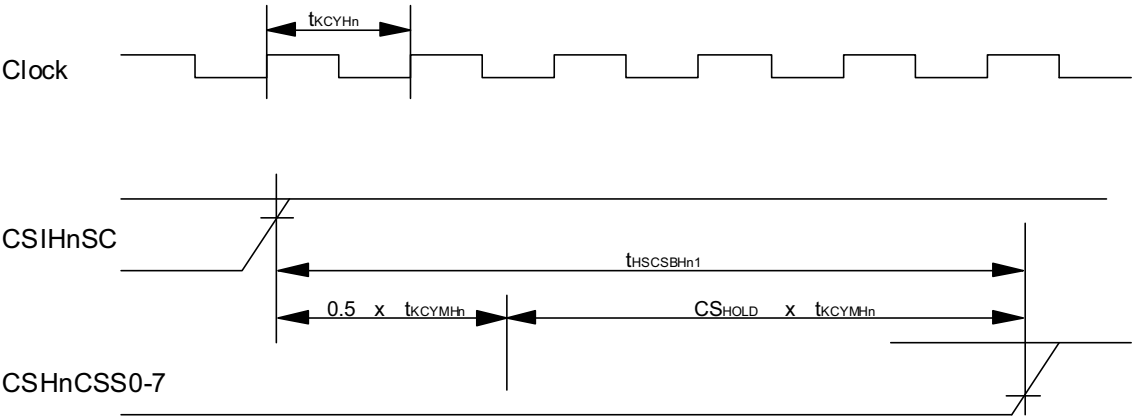 tKCYHn
Clock
CSIHnSC
tHSCSBHn1
0.5 x tKCYMHn
CSHOLD x tKCYMHn
CSHnCSS0-7